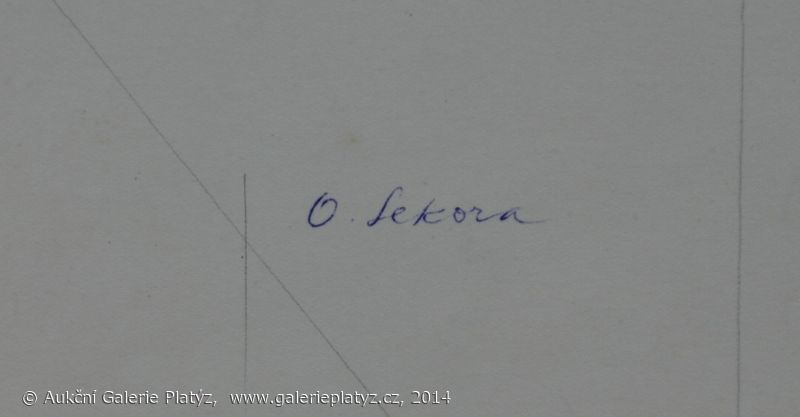 O. Sekora
© Aukční Galerie Platýz,  www.galerieplatyz.cz, 2014